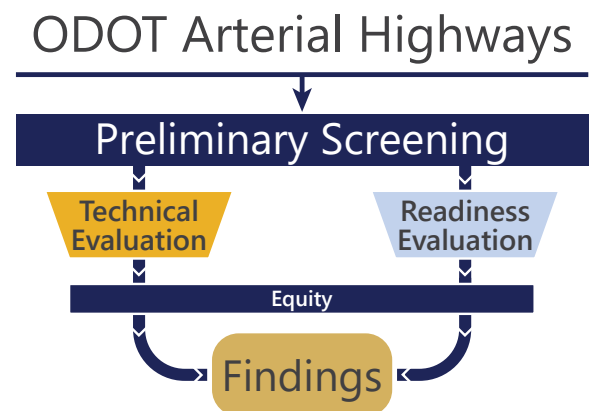 ODOT Arterial Highways
Preliminary Screening
Technical
Evaluation
Readiness
Evaluation
Equity
Findings